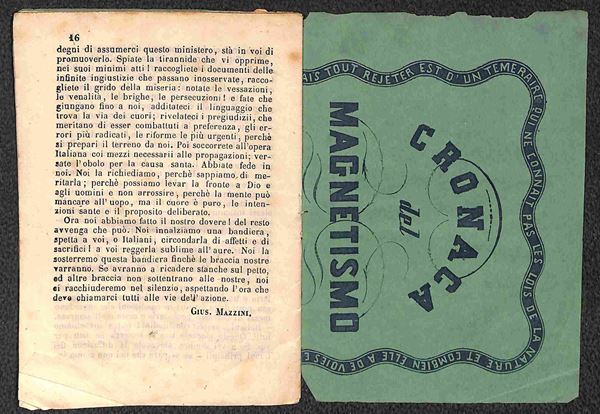 16
degni di assumerci questo ministero, stà in voi di
promuoverlo. Spiate la tirannide che vi opprime,
nei suoi minimi atti! raccogliete i documenti delle
infinite ingiustizie che passano inosservate, racco-
gliete il grido della miseria: notate le vessazioni,
le venalità, le brighe, le persecuzioni! e fate che
giungano fino a noi, additateci il linguaggio che
trova la via dei cuori; rivelateci i pregiudizii, che
meritano di esser combattuti a preferenza, gli er-
rori più radicati, le riforme le più urgenti, perchè
si prepari il terreno da noi. Poi soccorrete all'opera
Italiana coi mezzi necessarii alle propagazioni; ver-
sate l'obolo per la causa santa. Abbiate fede in
noi. Noi la richiediamo, perchè sappiamo di me-
ritarla; perchè possiamo levar la fronte a Dio e
agli uomini e non arrossire, perchè la mente può
mancare all'uopo, ma il cuore è puro, le inten-
zioni sante e il proposito deliberato.
Ora noi abbiamo fatto il nostro dovere! del resto
avvenga che può. Noi innalziamo una bandiera,
spetta a voi, o Italiani, circondarla di affetti e di
sacrifici! a voi reggerla sublime all'aure. Noi la
sosterremo questa bandiera finchè le braccia nostre
varranno. Se avranno a ricadere stanche sul petto,
ed altre braccia non sottentrano alle nostre, noi
ci racchiuderemo nel silenzio, aspettando l'ora che
deve chiamarci tutti alle vie dell'azione.
Gius. Mazzini.
CRONACA
del
MAGNETISMO
AIS TOUT REJETER EST D'UN TEMERAIRE QUI NE CONNAIT PAS LES LOIS DE LA NATURE ET COMBIEN ELLE A DE VOIES